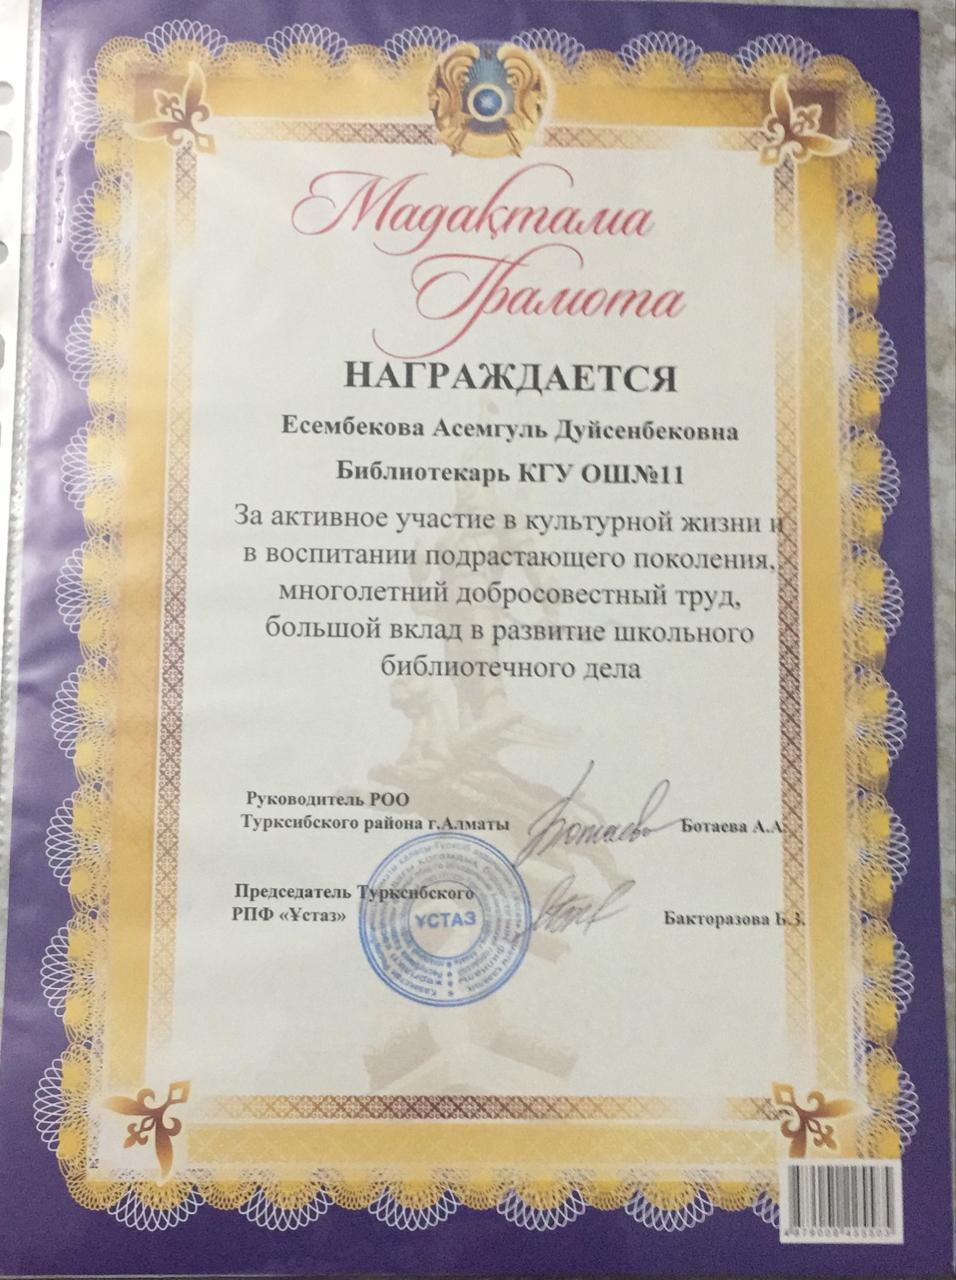 Мадақтама
Грамота
НАГРАЖДАЕТСЯ
Есембекова Асемгуль Дуйсенбековна
Библиотекарь КГУ ОШ№11
За активное участие в культурной жизни и
в воспитании подрастающего поколения,
многолетний добросовестный труд,
большой вклад в развитие школьного
библиотечного дела
Руководитель РОО
Турксибского района г.Алматы
Ботаева А.А.
Председатель Турксибского
РПФ «Ұстаз»
Бакторазова Б.З.
ҰСТАЗ